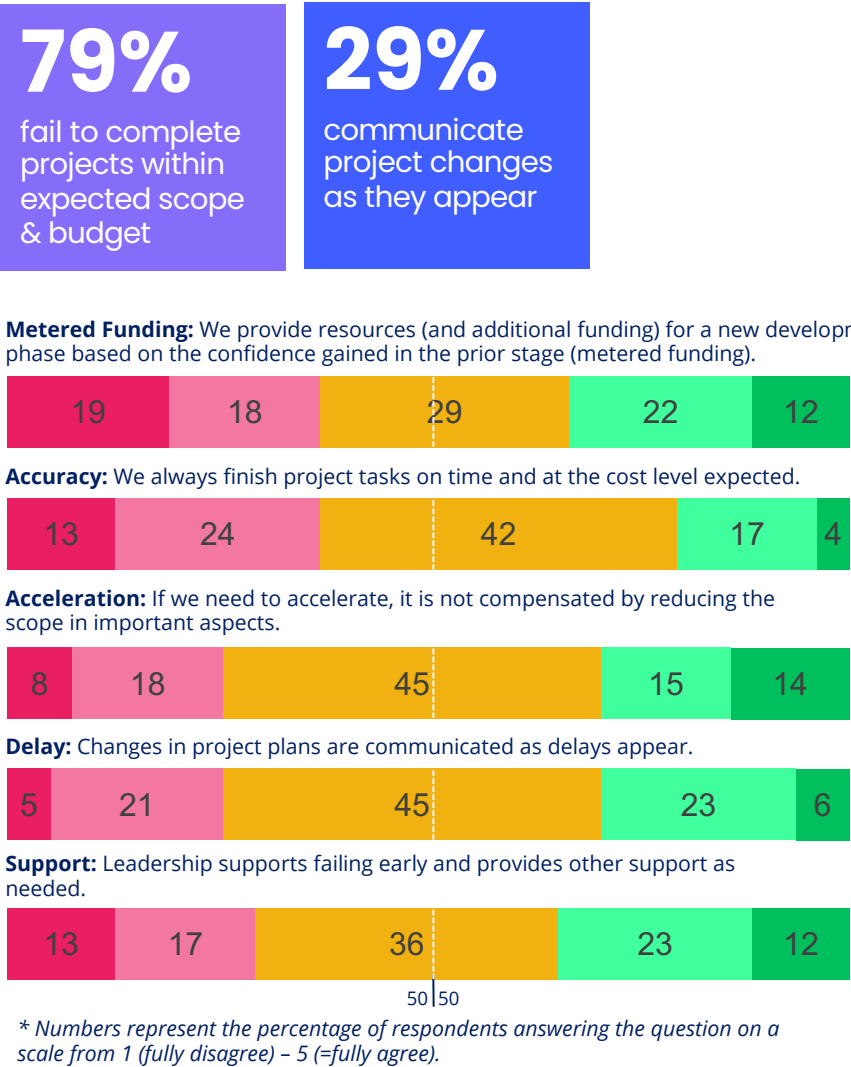 79%
fail to complete
projects within
expected scope
& budget
29%
communicate
project changes
as they appear
Metered Funding: We provide resources (and additional funding) for a new
phase based on the confidence gained in the prior stage (metered funding).
19 18 29 22 12
Accuracy: We always finish project tasks on time and at the cost level expected.
13 24 42 17 4
Acceleration: If we need to accelerate, it is not compensated by reducing the
scope in important aspects.
8 18 45 15 14
Delay: Changes in project plans are communicated as delays appear.
5 21 45 23 6
Support: Leadership supports failing early and provides other support as
needed.
13 17 36 23 12
50 50
* Numbers represent the percentage of respondents answering the question on a
scale from 1 (fully disagree) – 5 (=fully agree).